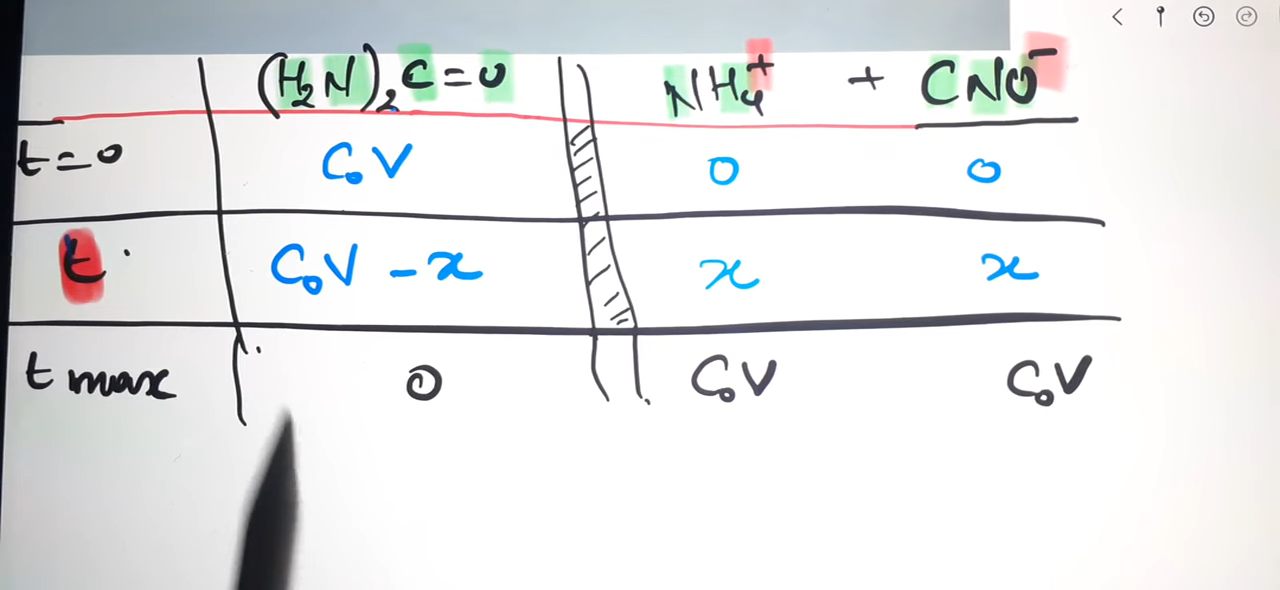 (H₂N)₂C=O NH₄⁺ + CNO⁻
t=0 C₀V 0 0
t C₀V - x x x
t max 0 C₀V C₀V